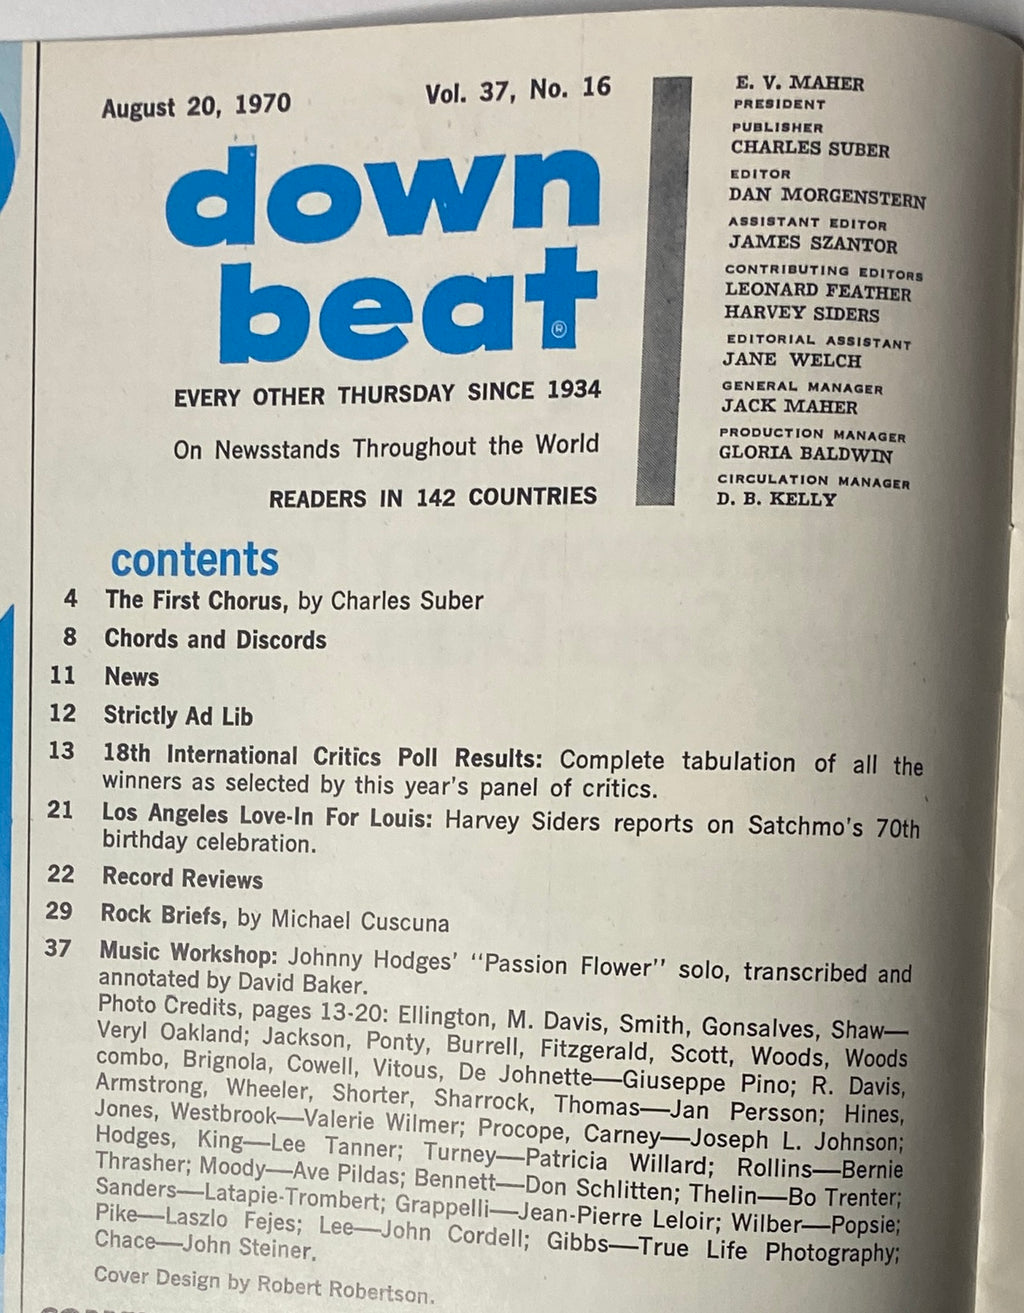 August 20, 1970
Vol. 37, No. 16
down
beat
®
EVERY OTHER THURSDAY SINCE 1934
On Newsstands Throughout the World
READERS IN 142 COUNTRIES
E. V. MAHER
PRESIDENT
PUBLISHER
CHARLES SUBER
EDITOR
DAN MORGENSTERN
ASSISTANT EDITOR
JAMES SZANTOR
CONTRIBUTING EDITORS
LEONARD FEATHER
HARVEY SIDERS
EDITORIAL ASSISTANT
JANE WELCH
GENERAL MANAGER
JACK MAHER
PRODUCTION MANAGER
GLORIA BALDWIN
CIRCULATION MANAGER
D. B. KELLY
contents
4 The First Chorus, by Charles Suber
8 Chords and Discords
11 News
12 Strictly Ad Lib
13 18th International Critics Poll Results: Complete tabulation of all the
winners as selected by this year's panel of critics.
21 Los Angeles Love-In For Louis: Harvey Siders reports on Satchmo's 70th
birthday celebration.
22 Record Reviews
29 Rock Briefs, by Michael Cuscuna
37 Music Workshop: Johnny Hodges' "Passion Flower" solo, transcribed and
annotated by David Baker.
Photo Credits, pages 13-20: Ellington, M. Davis, Smith, Gonsalves, Shaw—
Veryl Oakland; Jackson, Ponty, Burrell, Fitzgerald, Scott, Woods, Woods
combo, Brignola, Cowell, Vitous, De Johnette—Giuseppe Pino; R. Davis,
Armstrong, Wheeler, Shorter, Sharrock, Thomas—Jan Persson; Hines,
Jones, Westbrook—Valerie Wilmer; Procope, Carney—Joseph L. Johnson;
Hodges, King—Lee Tanner; Turney—Patricia Willard; Rollins—Bernie
Thrasher; Moody—Ave Pildas; Bennett—Don Schlitten; Thelin—Bo Trenter;
Sanders—Latapie-Trombert; Grappelli—Jean-Pierre Leloir; Wilber—Popsie;
Pike—Laszlo Fejes; Lee—John Cordell; Gibbs—True Life Photography;
Chace—John Steiner.
Cover Design by Robert Robertson.